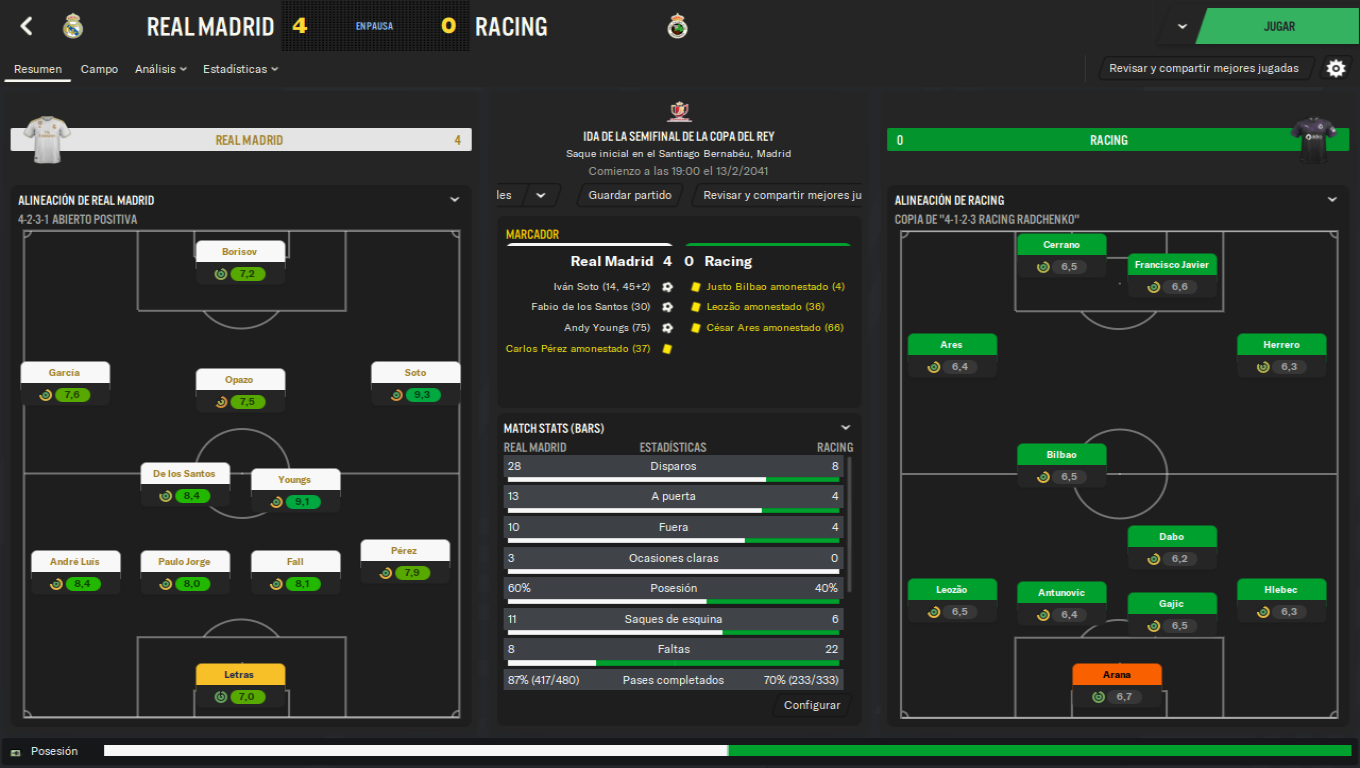 REAL MADRID 4 EN PAUSA 0 RACING
JUGAR
Resumen Campo Análisis Estadísticas
Revisar y compartir mejores jugadas
REAL MADRID 4
ALINEACIÓN DE REAL MADRID
4-2-3-1 ABIERTO POSITIVA
Borisov
7,2
García
7,6
Opazo
7,5
Soto
9,3
De los Santos
8,4
Youngs
9,1
André Luis
8,4
Paulo Jorge
8,0
Fall
8,1
Pérez
7,9
Letras
7,0
IDA DE LA SEMIFINAL DE LA COPA DEL REY
Saque inicial en el Santiago Bernabéu, Madrid
Comienzo a las 19:00 el 13/2/2041
les Guardar partido Revisar y compartir mejores ju
MARCADOR
Real Madrid 4 0 Racing
Iván Soto (14, 45+2) Justo Bilbao amonestado (4)
Fabio de los Santos (30) Leozão amonestado (36)
Andy Youngs (75) César Ares amonestado (66)
Carlos Pérez amonestado (37)
MATCH STATS (BARS)
REAL MADRID ESTADÍSTICAS RACING
28 Disparos 8
13 A puerta 4
10 Fuera 4
3 Ocasiones claras 0
60% Posesión 40%
11 Saques de esquina 6
8 Faltas 22
87% (417/480) Pases completados 70% (233/333)
Configurar
0 RACING
ALINEACIÓN DE RACING
COPIA DE "4-1-2-3 RACING RADCHENKO"
Cerrano
6,5
Francisco Javier
6,6
Ares
6,4
Herrero
6,3
Bilbao
6,5
Dabo
6,2
Leozão
6,5
Antunovic
6,4
Gajic
6,5
Hlebec
6,3
Arana
6,7
Posesión